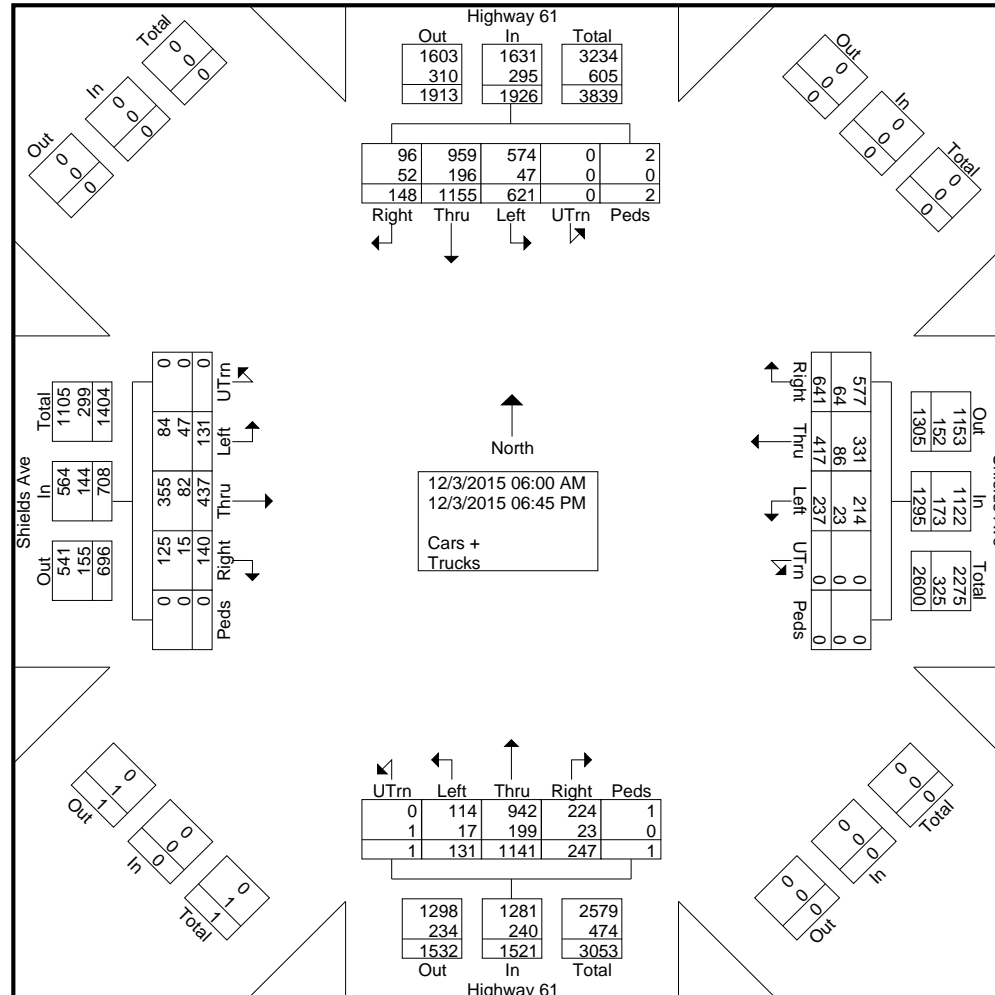 Highway 61
Out In Total
1603 1631 3234
310 295 605
1913 1926 3839
96 959 574 0 2
52 196 47 0 0
148 1155 621 0 2
Right Thru Left UTrn Peds
Total
0 0 0
In
0 0 0
Out
0 0 0
Out
0 0 0
In
0 0 0
Total
0 0 0
Shields Ave
Total In Out
1105 564 541
299 144 155
1404 708 696
0 84 355 125 0
0 47 82 15 0
0 131 437 140 0
UTrn Left Thru Right Peds
North
12/3/2015 06:00 AM
12/3/2015 06:45 PM
Cars +
Trucks
Right Thru Left UTrn Peds
577 331 214 0 0
64 86 23 0 0
641 417 237 0 0
Out In Total
1153 1122 2275
152 173 325
1305 1295 2600
UTrn Left Thru Right Peds
0 114 942 224 1
1 17 199 23 0
1 131 1141 247 1
1298 1281 2579
234 240 474
1532 1521 3053
Out In Total
Highway 61
0 1 1
Out
0 0 0
In
0 1 1
Total
0 0 0
Total
0 0 0
In
0 0 0
Out